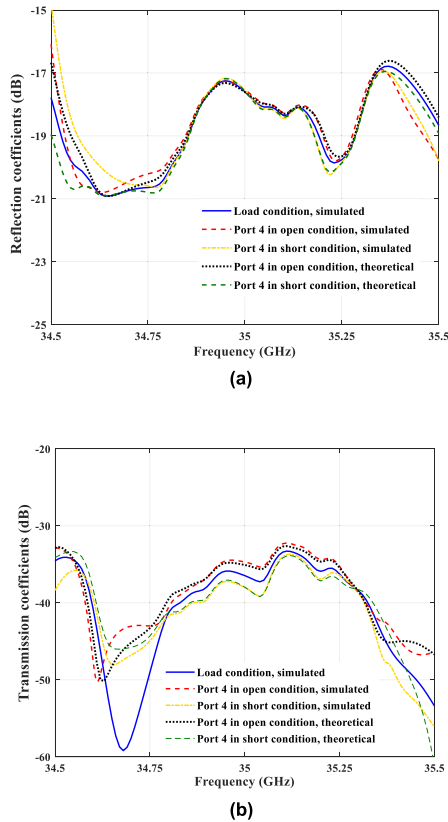 -15
-17
-19
-21
-23
-25
Reflection coefficients (dB)
Load condition, simulated
Port 4 in open condition, simulated
Port 4 in short condition, simulated
Port 4 in open condition, theoretical
Port 4 in short condition, theoretical
34.5 34.75 35 35.25 35.5
Frequency (GHz)
(a)
-20
-30
-40
-50
-60
Transmission coefficients (dB)
Load condition, simulated
Port 4 in open condition, simulated
Port 4 in short condition, simulated
Port 4 in open condition, theoretical
Port 4 in short condition, theoretical
34.5 34.75 35 35.25 35.5
Frequency (GHz)
(b)